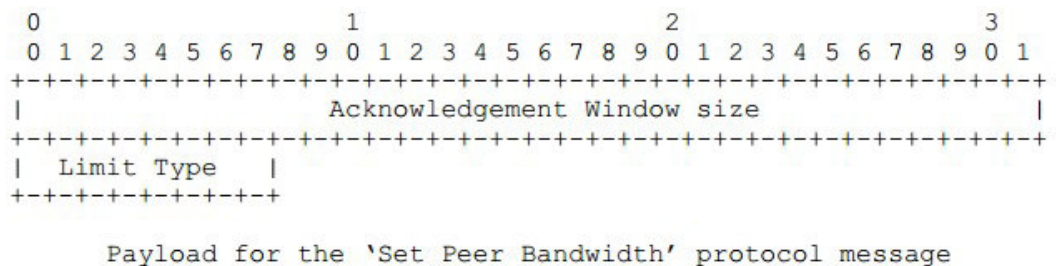 0                   1                   2                   3
 0 1 2 3 4 5 6 7 8 9 0 1 2 3 4 5 6 7 8 9 0 1 2 3 4 5 6 7 8 9 0 1
+-+-+-+-+-+-+-+-+-+-+-+-+-+-+-+-+-+-+-+-+-+-+-+-+-+-+-+-+-+-+-+-+
|                   Acknowledgement Window size                 |
+-+-+-+-+-+-+-+-+-+-+-+-+-+-+-+-+-+-+-+-+-+-+-+-+-+-+-+-+-+-+-+-+
|  Limit Type   |
+-+-+-+-+-+-+-+-+
Payload for the ‘Set Peer Bandwidth’ protocol message